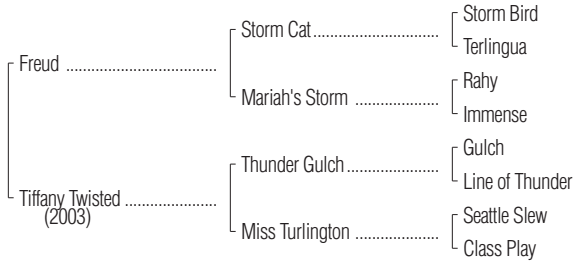 Storm Bird
Storm Cat
Terlingua
Freud
Rahy
Mariah's Storm
Immense
Gulch
Thunder Gulch
Line of Thunder
Tiffany Twisted
(2003)
Seattle Slew
Miss Turlington
Class Play